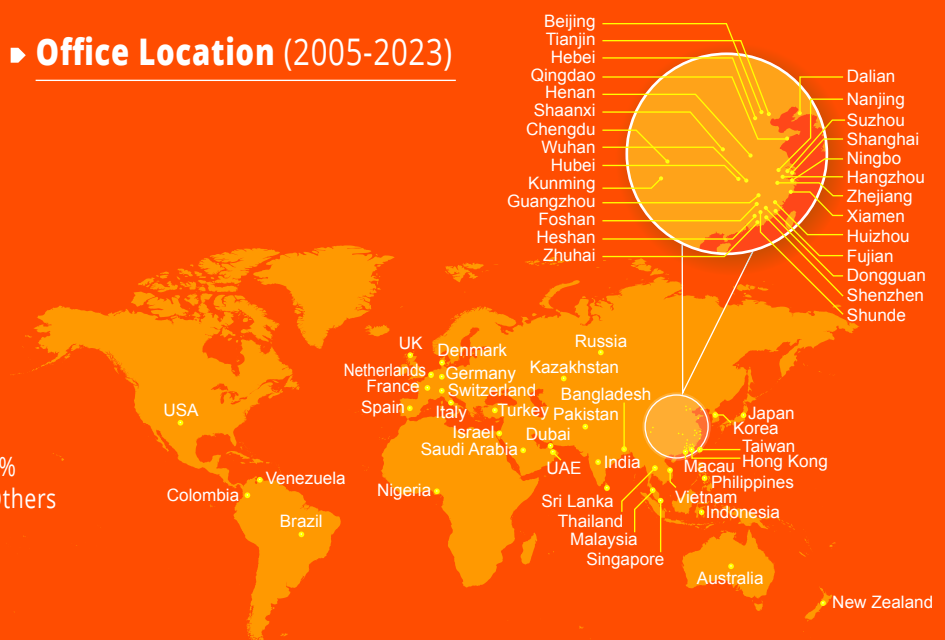 Office Location (2005-2023)
Beijing
Tianjin
Hebei
Qingdao
Henan
Shaanxi
Chengdu
Wuhan
Hubei
Kunming
Guangzhou
Foshan
Heshan
Zhuhai
Dalian
Nanjing
Suzhou
Shanghai
Ningbo
Hangzhou
Zhejiang
Xiamen
Huizhou
Fujian
Dongguan
Shenzhen
Shunde
UK
Denmark
Netherlands
Germany
France
Switzerland
Spain
Italy
Turkey
Israel
Saudi Arabia
Dubai
UAE
Russia
Kazakhstan
Bangladesh
Pakistan
India
Sri Lanka
Thailand
Malaysia
Singapore
Japan
Korea
Taiwan
Hong Kong
Macau
Philippines
Vietnam
Indonesia
Australia
New Zealand
USA
Venezuela
Colombia
Brazil
Nigeria
%
thers